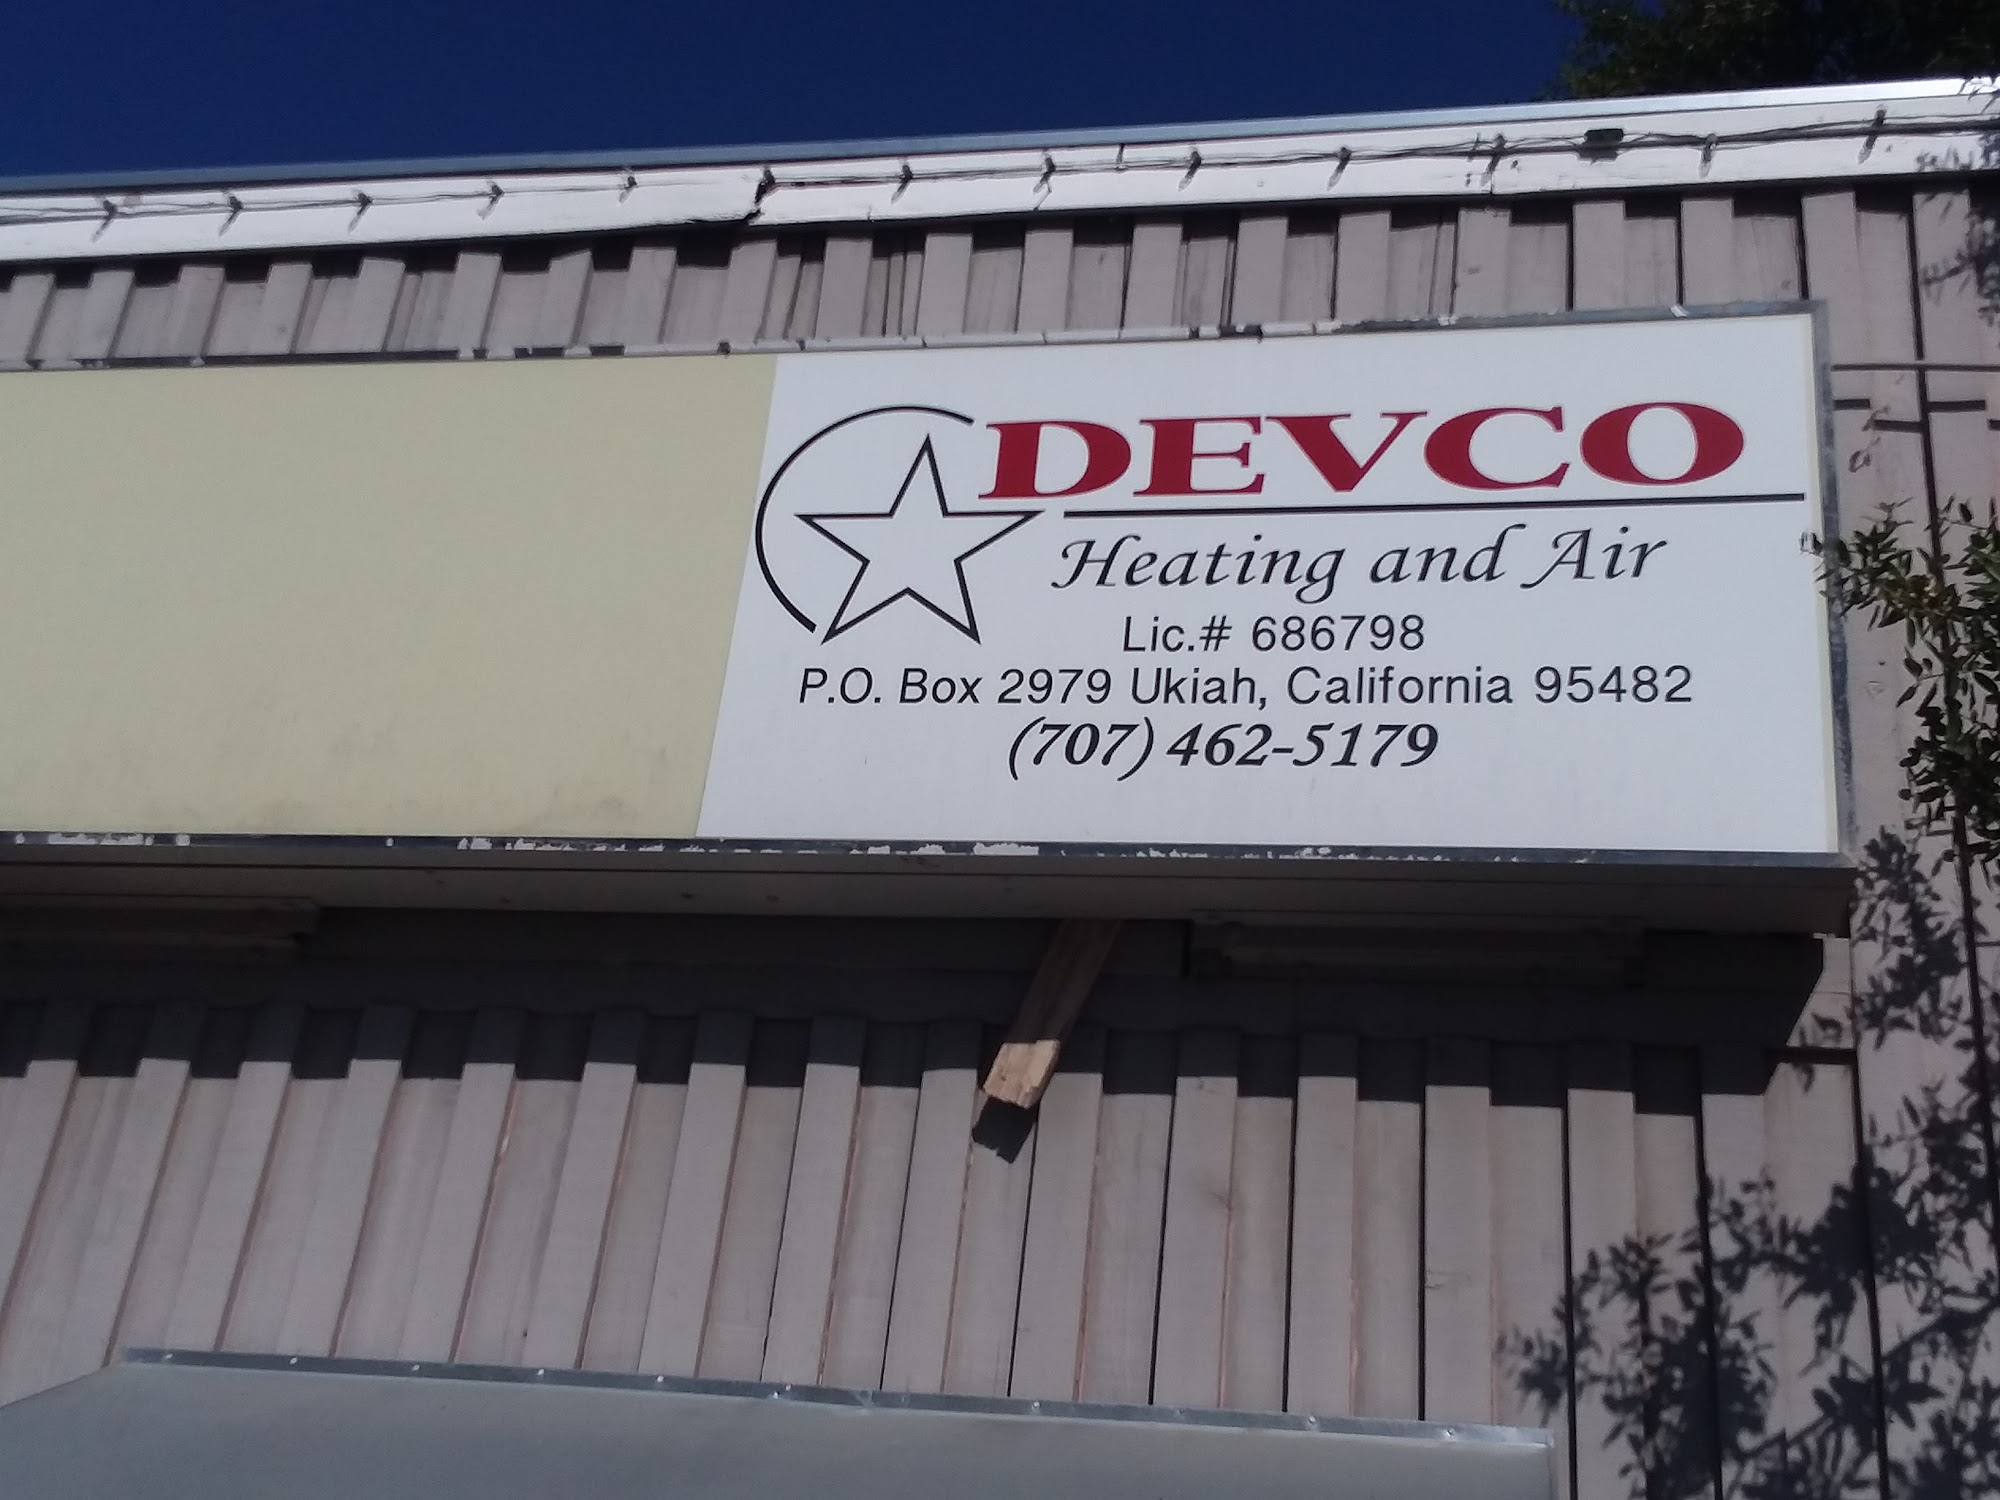 DEVCO
Heating and Air
Lic.# 686798
P.O. Box 2979 Ukiah, California 95482
(707) 462-5179